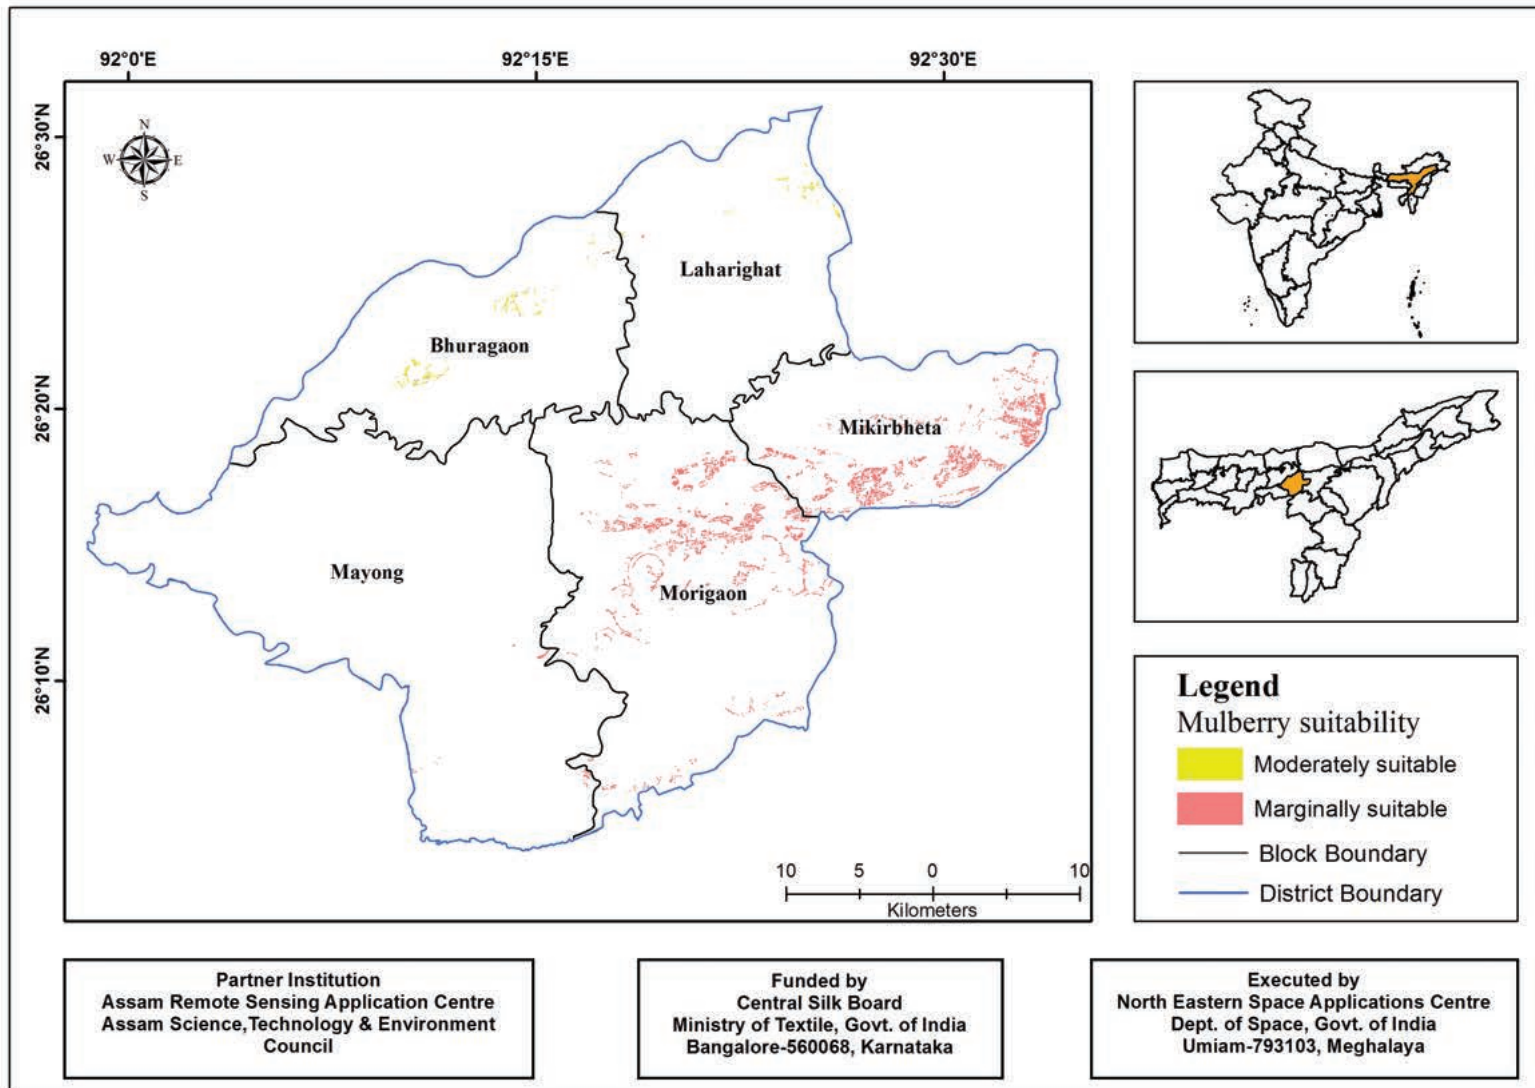 92°0'E
92°15'E
92°30'E
26°30'N
26°20'N
26°10'N
N
W
E
S
Laharighat
Bhuragaon
Mikirbheta
Mayong
Morigaon
10
5
0
10
Kilometers
Legend
Mulberry suitability
Moderately suitable
Marginally suitable
Block Boundary
District Boundary
Partner Institution
Assam Remote Sensing Application Centre
Assam Science,Technology & Environment
Council
Funded by
Central Silk Board
Ministry of Textile, Govt. of India
Bangalore-560068, Karnataka
Executed by
North Eastern Space Applications Centre
Dept. of Space, Govt. of India
Umiam-793103, Meghalaya